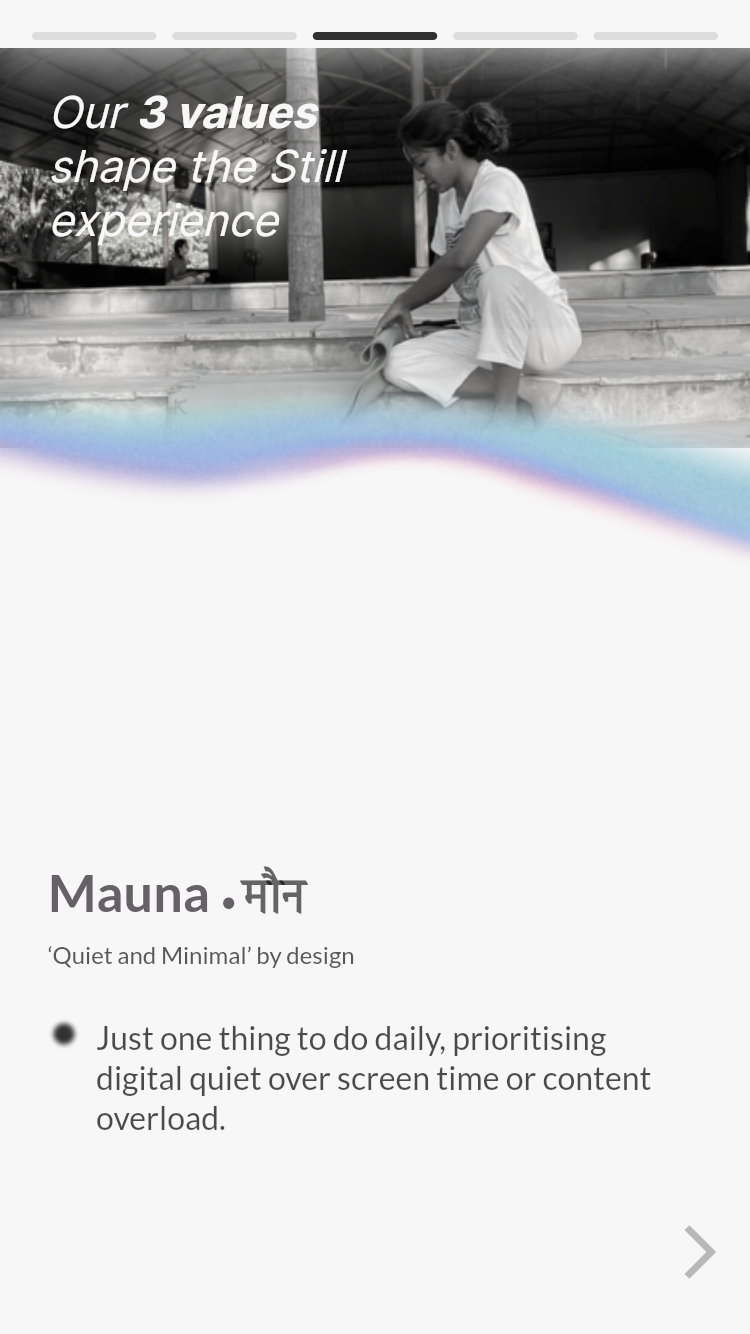 Our 3 values
shape the Still
experience
Mauna • मौन
‘Quiet and Minimal’ by design
Just one thing to do daily, prioritising
digital quiet over screen time or content
overload.